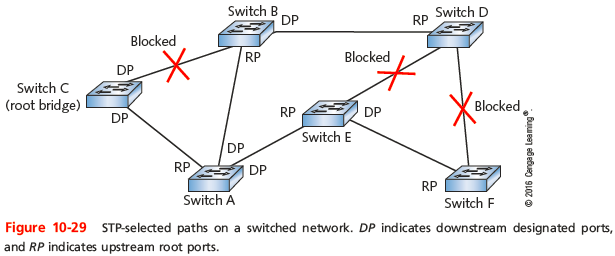 Switch B
DP
RP
Switch D
Blocked
RP
Blocked
DP
Switch C
(root bridge)
DP
RP
DP
Blocked
Switch E
DP
RP
DP
Switch A
RP
Switch F
© 2016 Cengage Learning®.
Figure 10-29 STP-selected paths on a switched network. DP indicates downstream designated ports,
and RP indicates upstream root ports.